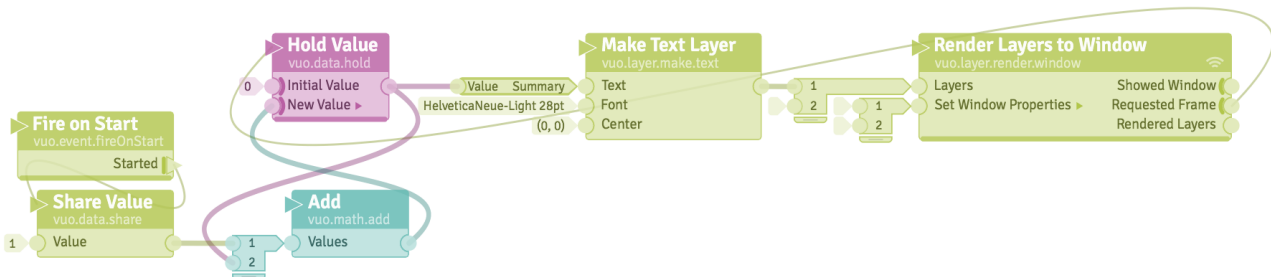 Hold Value
vuo.data.hold
0
Initial Value
New Value
Value Summary
HelveticaNeue-Light 28pt
(0, 0)
Make Text Layer
vuo.layer.make.text
Text
Font
Center
1
2
1
2
Render Layers to Window
vuo.layer.render.window
Layers
Showed Window
Set Window Properties
Requested Frame
Rendered Layers
Fire on Start
vuo.event.fireOnStart
Started
Share Value
vuo.data.share
1
Value
1
2
Add
vuo.math.add
Values